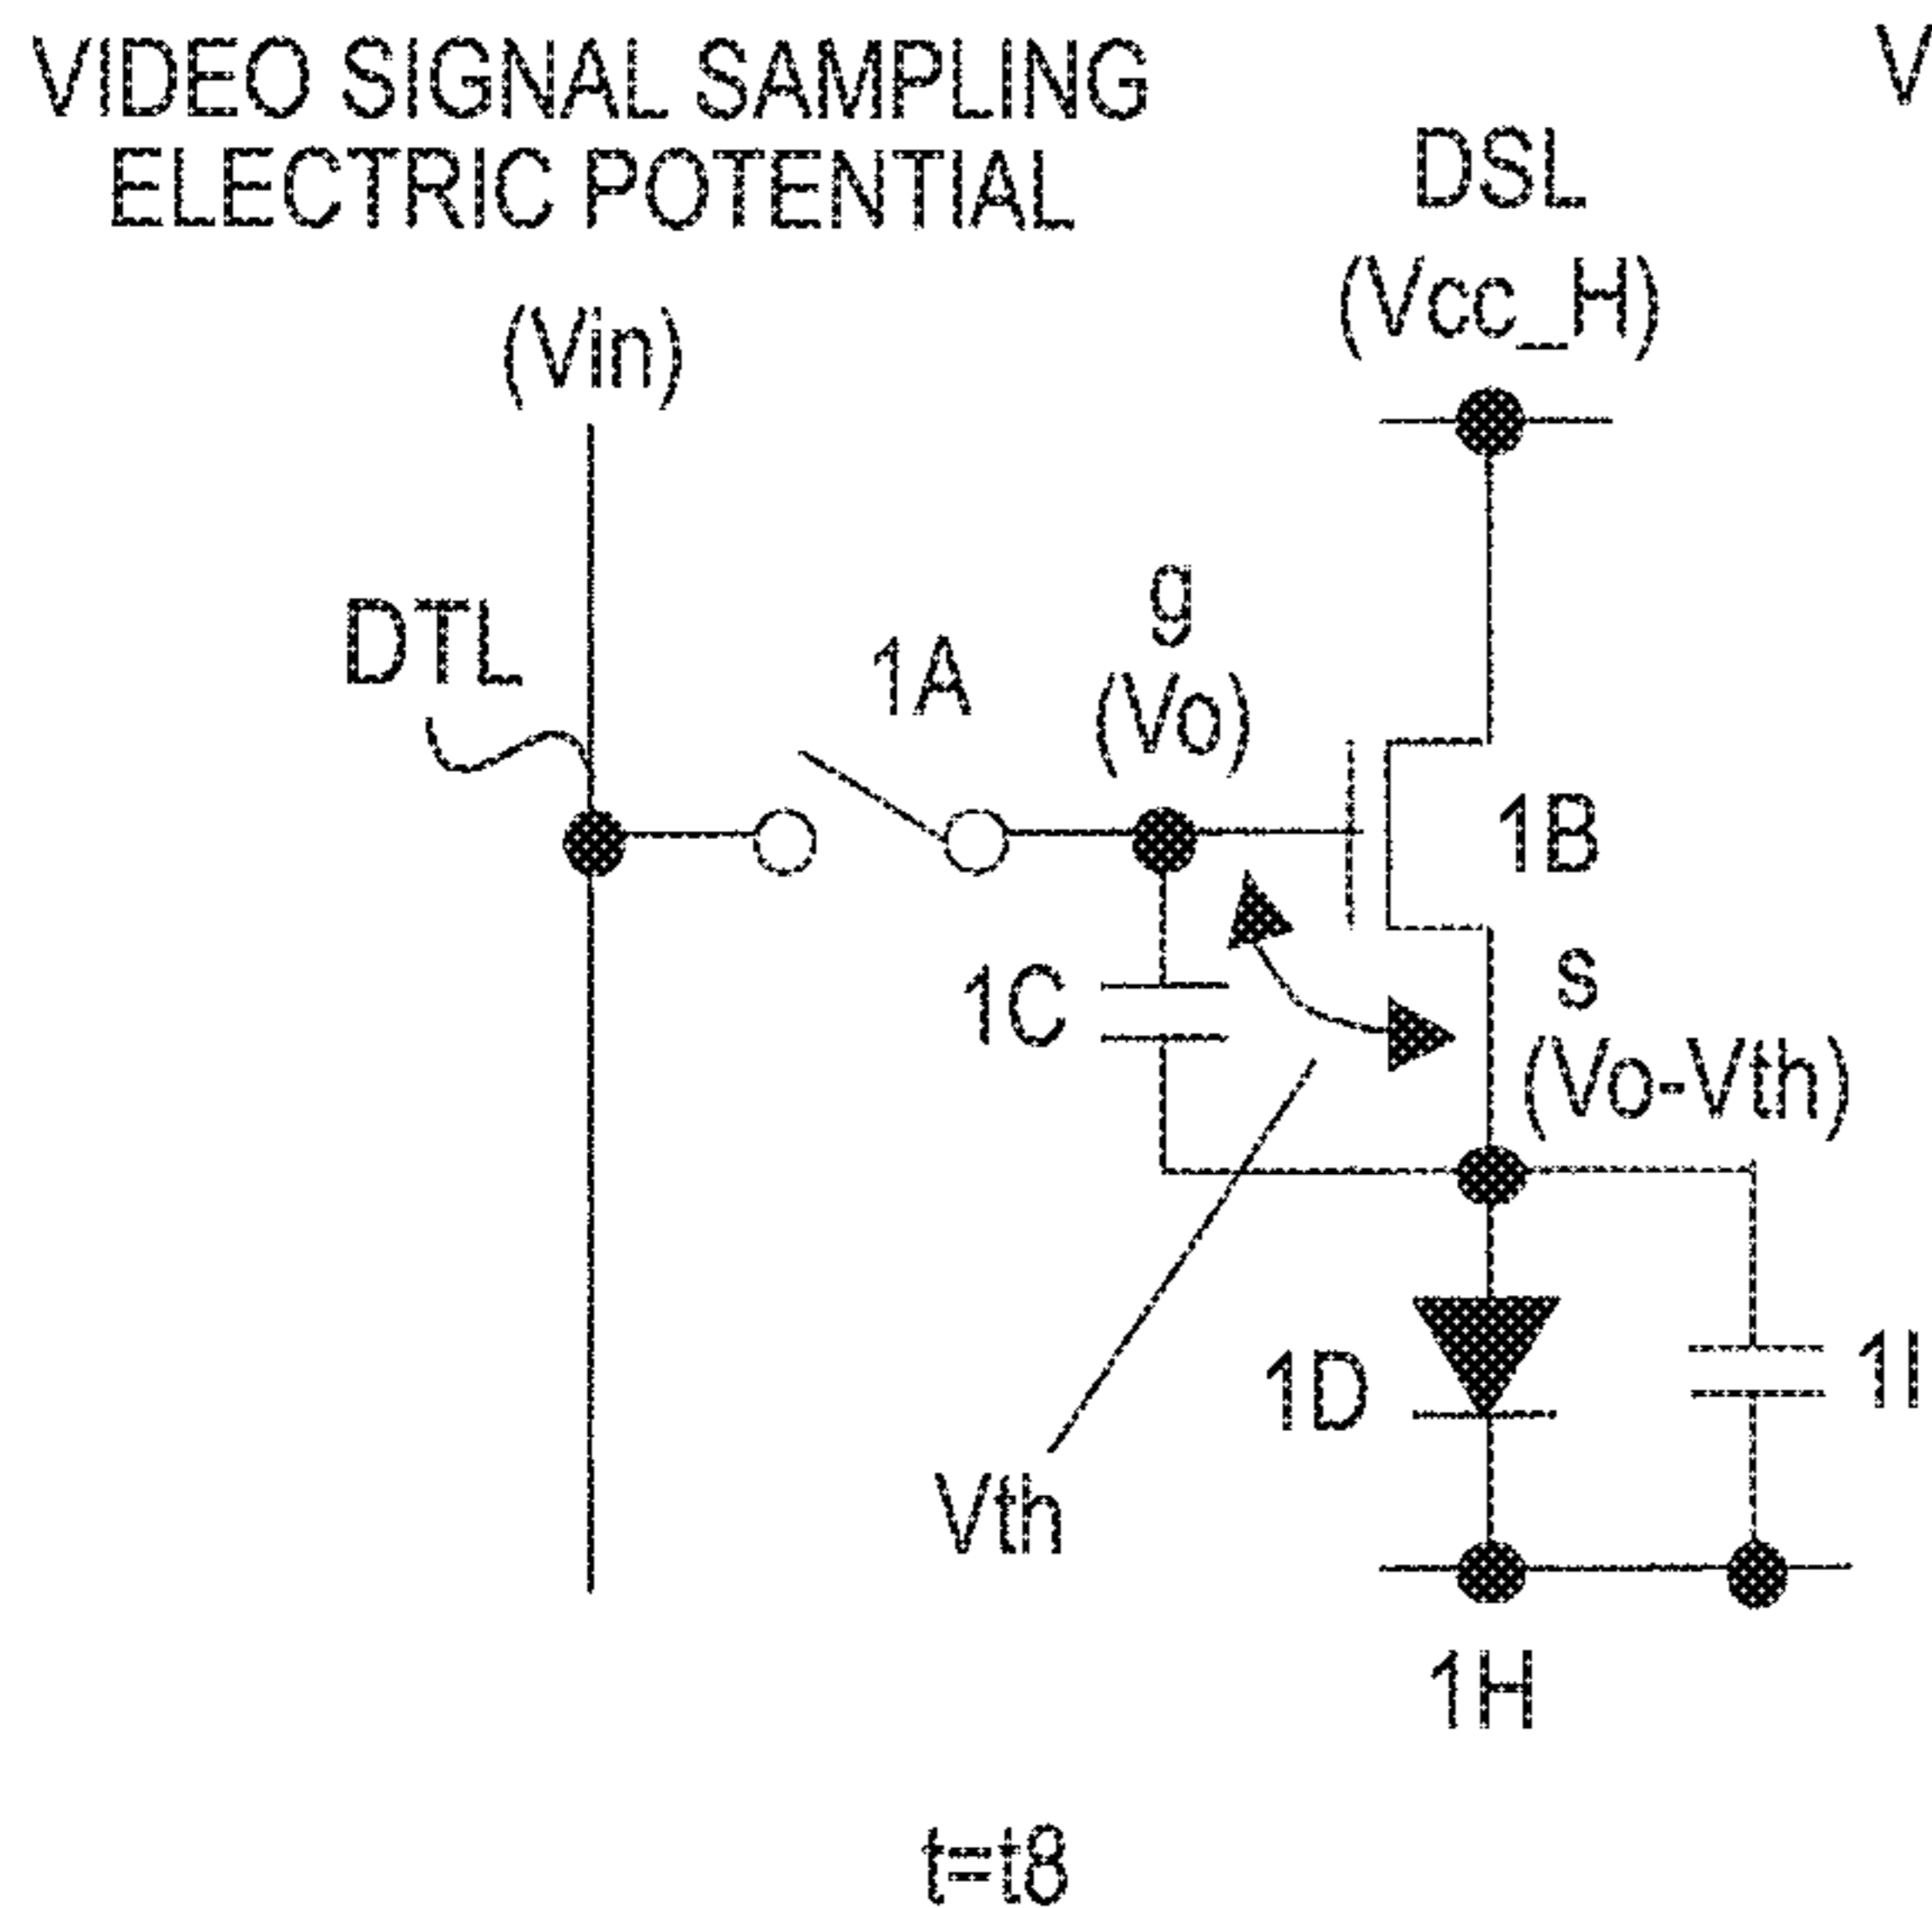 VIDEO SIGNAL SAMPLING
ELECTRIC POTENTIAL
(Vin)
V
DSL
(Vcc_H)
DTL
1A
g
(Vo)
1B
1C
s
(Vo-Vth)
1D
1I
Vth
1H
t=t8